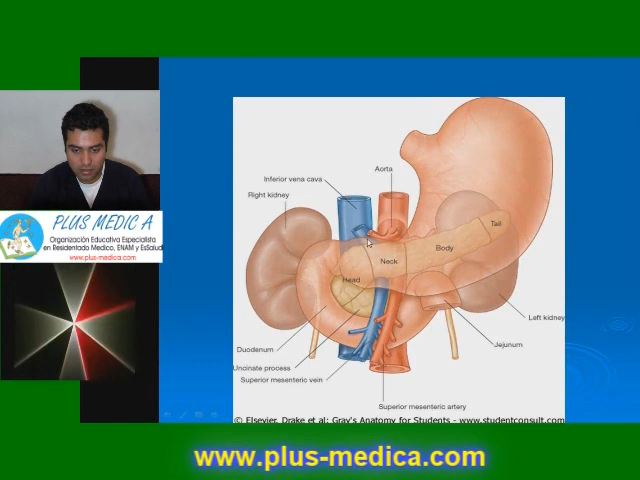 PLUS MEDIC A
Organización Educativa Especialista
en Residentado Medico, ENAM y EsSalud
www.plus-medica.com
Aorta
Inferior vena cava
Right kidney
Tail
Body
Neck
Head
Left kidney
Jejunum
Duodenum
Uncinate process
Superior mesenteric vein
Superior mesenteric artery
© Elsevier. Drake et al: Gray's Anatomy for Students - www.studentconsult.com
www.plus-medica.com